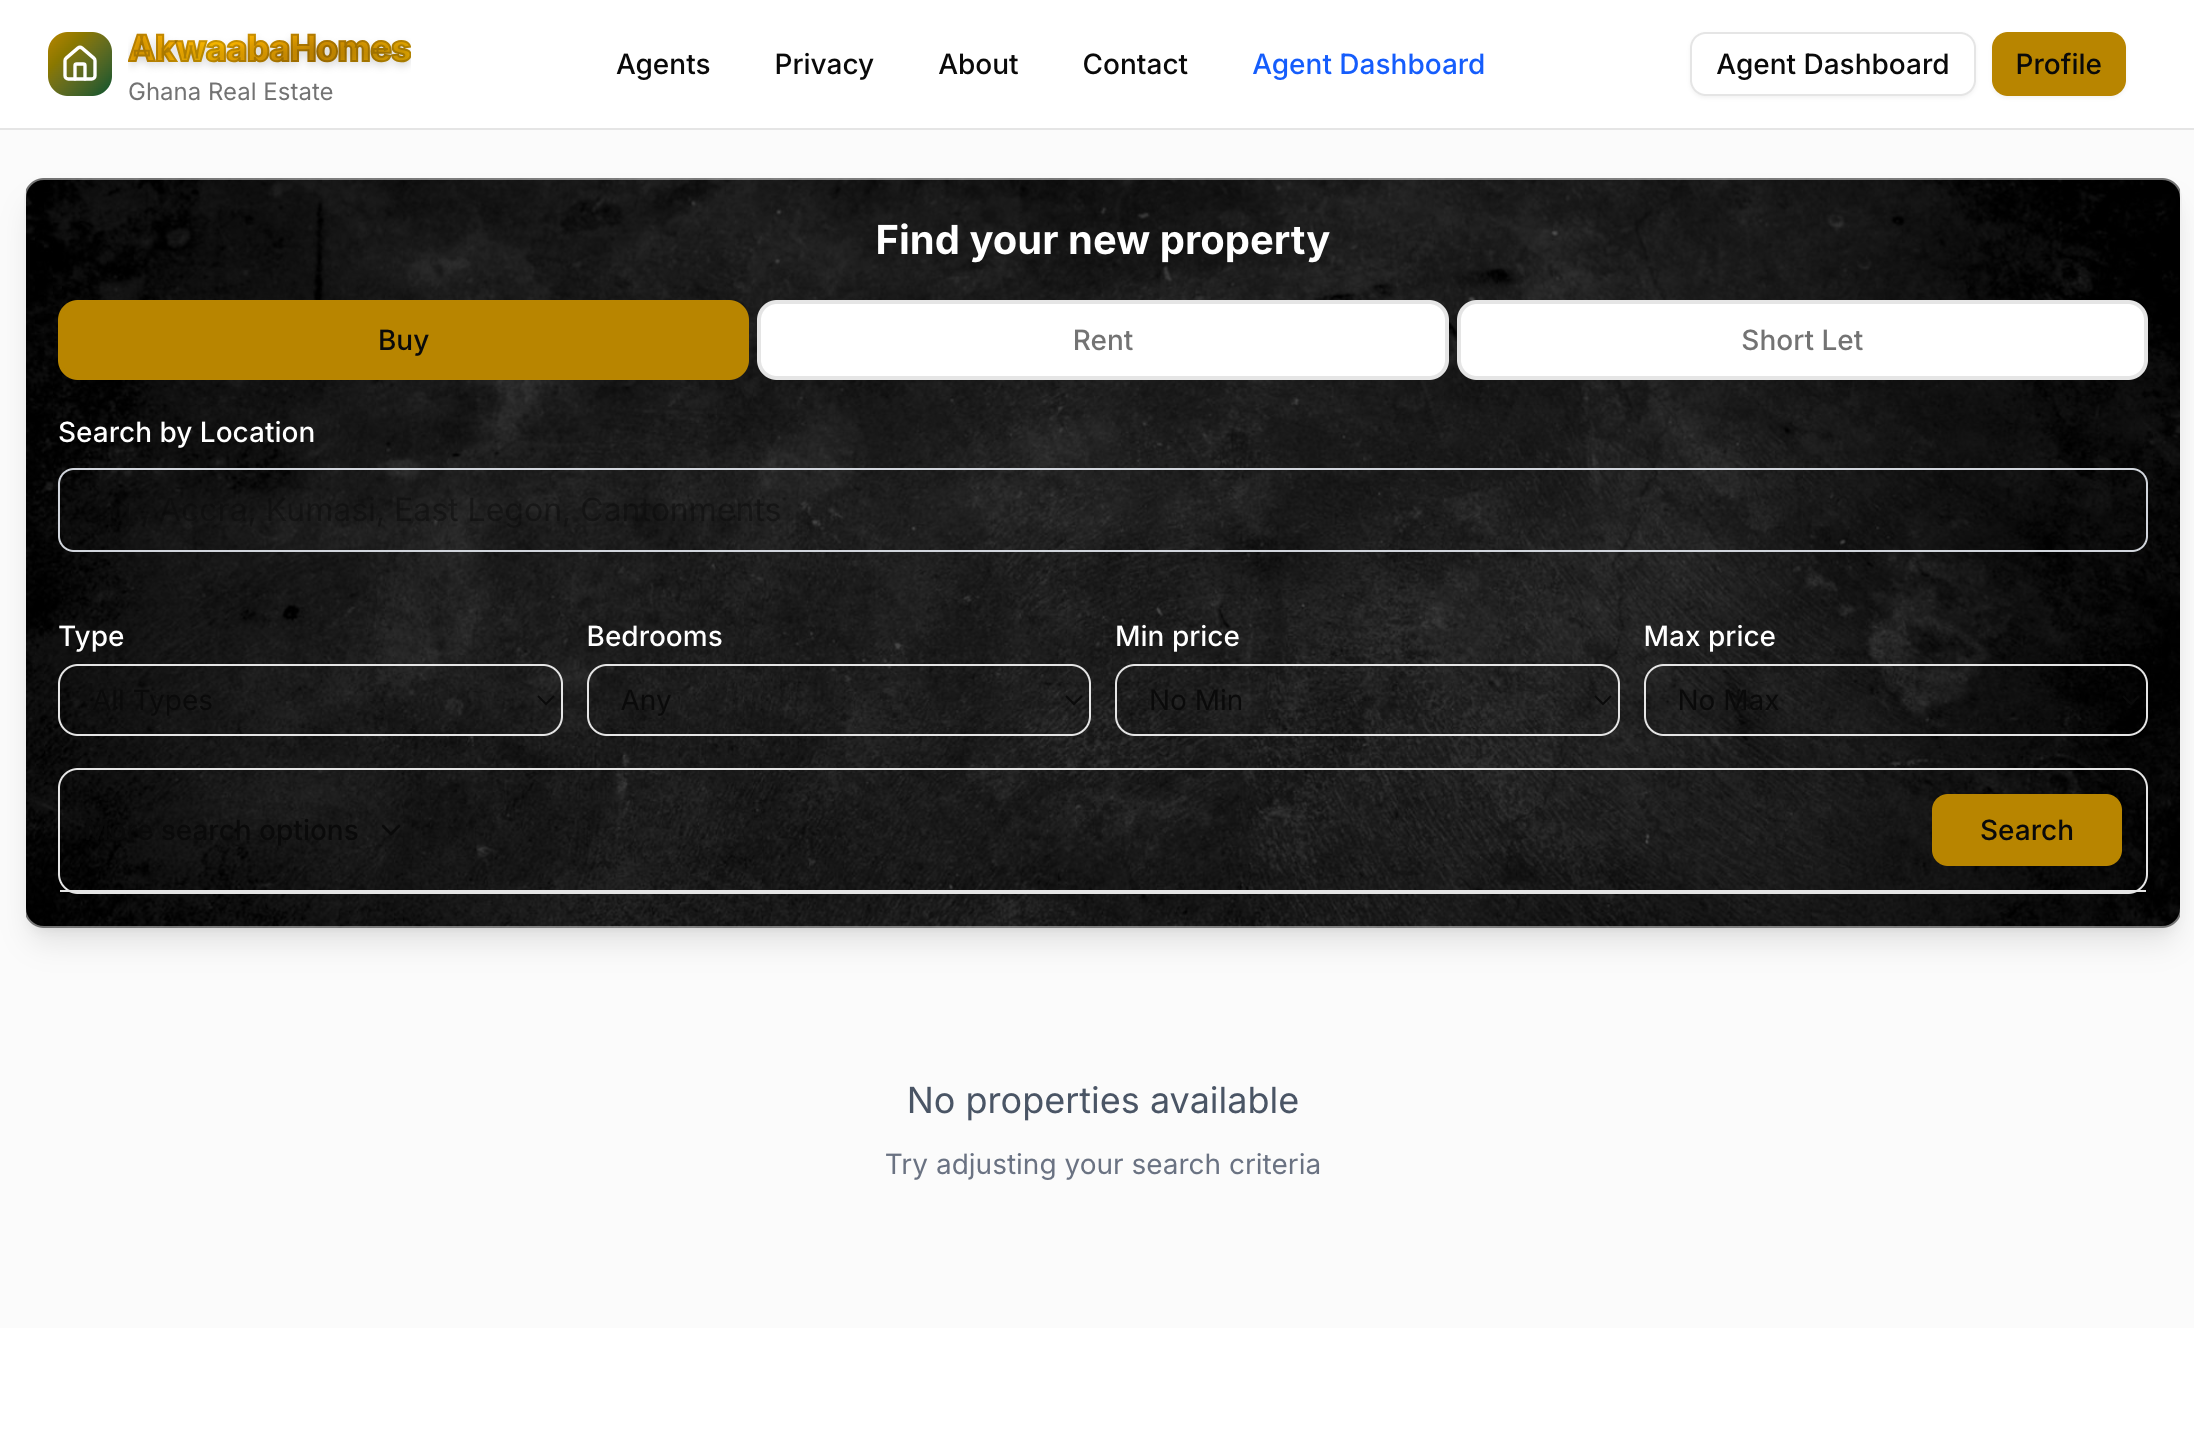 AkwaabaHomes
Ghana Real Estate
Agents
Privacy
About
Contact
Agent Dashboard
Agent Dashboard
Profile
Find your new property
Buy
Rent
Short Let
Search by Location
Accra, Kumasi, East Legon, Cantonments
Type
Bedrooms
Min price
Max price
All Types
Any
No Min
No Max
search options
Search
No properties available
Try adjusting your search criteria